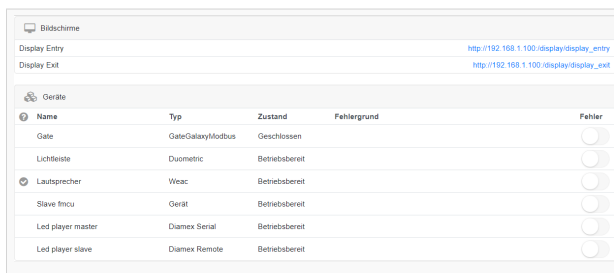 Bildschirme
Display Entry http://192.168.1.100:/display/display_entry
Display Exit http://192.168.1.100:/display/display_exit
Geräte
Name Typ Zustand Fehlergrund Fehler
Gate GateGalaxyModbus Geschlossen
Lichtleiste Duometric Betriebsbereit
Lautsprecher Weac Betriebsbereit
Slave fmcu Gerät Betriebsbereit
Led player master Diamex Serial Betriebsbereit
Led player slave Diamex Remote Betriebsbereit